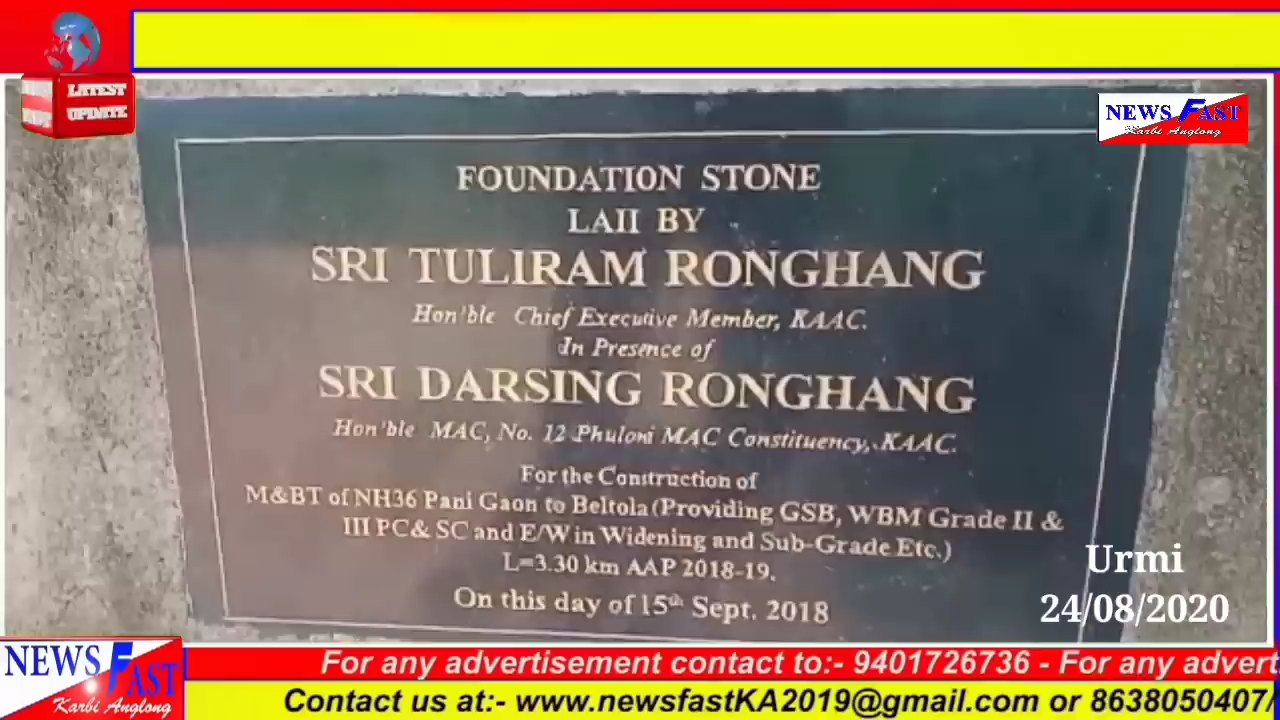 LATEST
UPDATE
NEWS FAST
Karbi Anglong
FOUNDATION STONE
LAII BY
SRI TULIRAM RONGHANG
Hon'ble Chief Executive Member, KAAC.
In Presence of
SRI DARSING RONGHANG
Hon'ble MAC, No. 12 Phuloni MAC Constituency, KAAC.
For the Construction of
M&BT of NH36 Pani Gaon to Beltola (Providing GSB, WBM Grade II &
III PC& SC and E/W in Widening and Sub-Grade Etc.)
L=3.30 km AAP 2018-19.
On this day of 15th Sept. 2018
Urmi
24/08/2020
NEWS FAST
Karbi Anglong
For any advertisement contact to:- 9401726736 - For any advert
Contact us at:- www.newsfastKA2019@gmail.com or 8638050407/